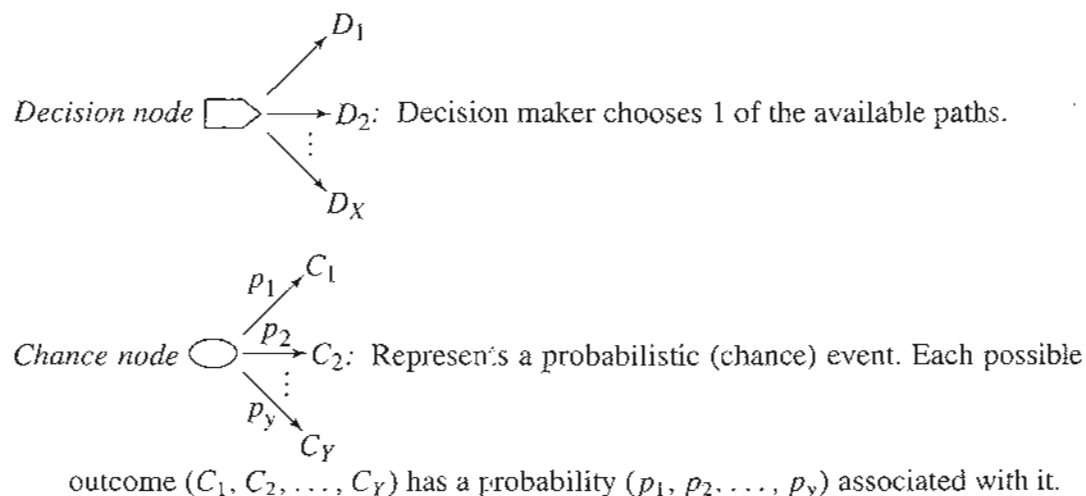 D1
Decision node D2: Decision maker chooses 1 of the available paths.
⋮
DX
p1 C1
p2
Chance node C2: Represents a probabilistic (chance) event. Each possible
⋮
py
CY
outcome (C1, C2, . . . , CY) has a probability (p1, p2, . . . , py) associated with it.